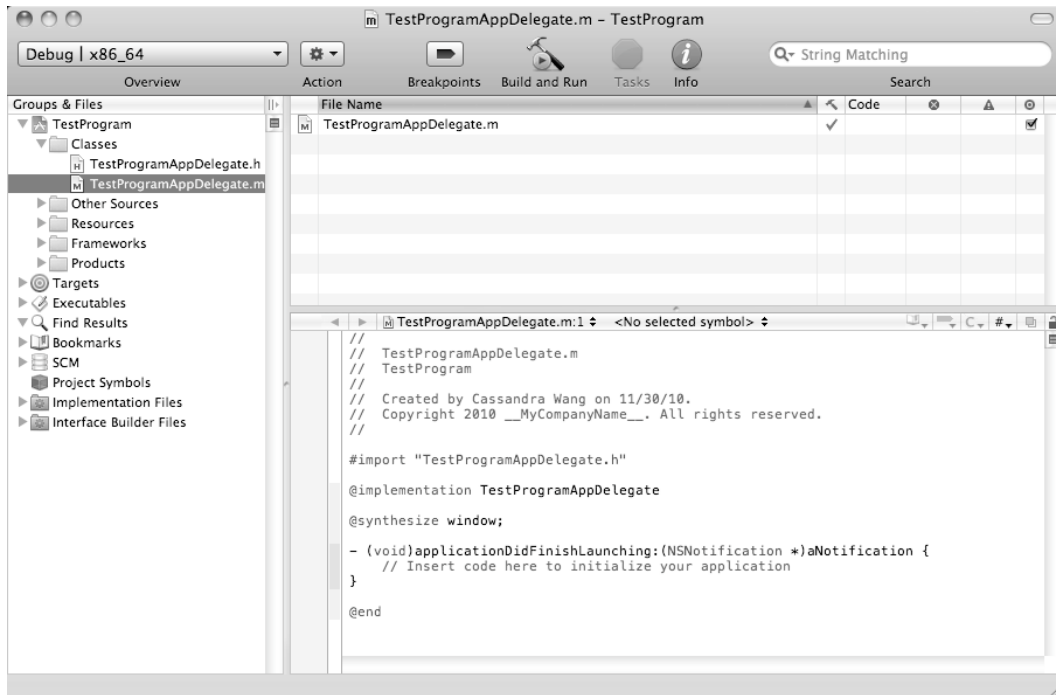 TestProgramAppDelegate.m – TestProgram
Debug | x86_64
String Matching
Overview
Action
Breakpoints
Build and Run
Tasks
Info
Search
Groups & Files
TestProgram
Classes
TestProgramAppDelegate.h
TestProgramAppDelegate.m
Other Sources
Resources
Frameworks
Products
Targets
Executables
Find Results
Bookmarks
SCM
Project Symbols
Implementation Files
Interface Builder Files
File Name
Code
TestProgramAppDelegate.m
TestProgramAppDelegate.m:1
<No selected symbol>
C
#
//
//  TestProgramAppDelegate.m
//  TestProgram
//
//  Created by Cassandra Wang on 11/30/10.
//  Copyright 2010 __MyCompanyName__. All rights reserved.
//
#import "TestProgramAppDelegate.h"
@implementation TestProgramAppDelegate
@synthesize window;
- (void)applicationDidFinishLaunching:(NSNotification *)aNotification {
// Insert code here to initialize your application
}
@end